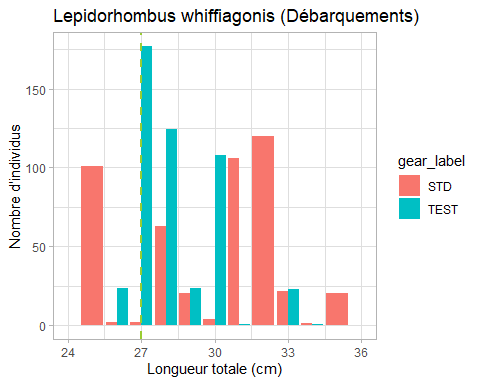 Lepidorhombus whiffiagonis (Débarquements)
Nombre d'individus
150
100
50
0
24
27
30
33
36
Longueur totale (cm)
gear_label
STD
TEST